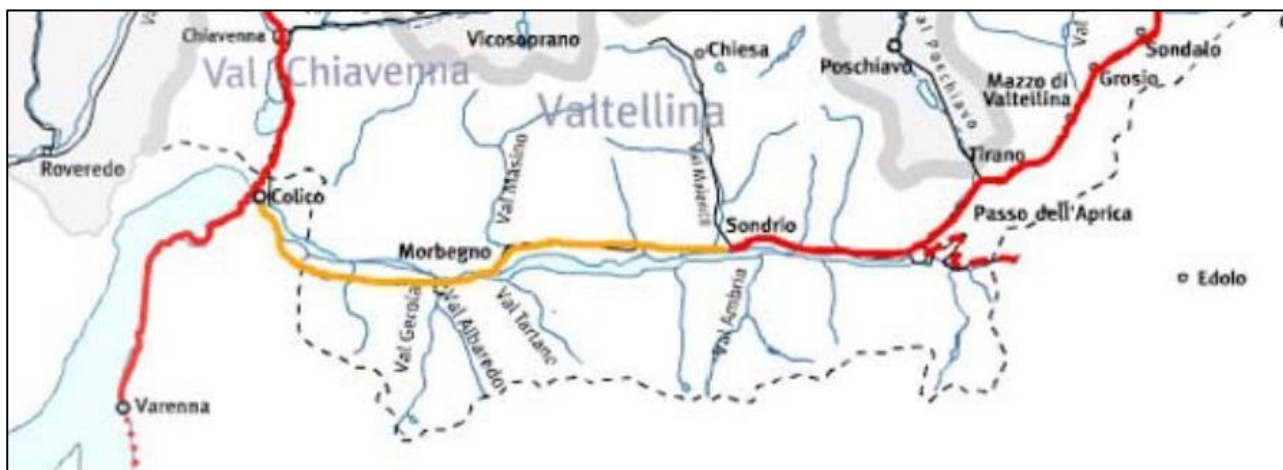 Chiavenna
Vicosoprano
Chiesa
Poschiavo
Val Poschiavo
Val
Sondalo
Grosio
Mazzo di
Valtellina
Val Chiavenna
Valtellina
Roveredo
Colico
Val Masino
Tirano
Passo dell'Aprica
Sondrio
Morbegno
Edolo
Val Gerola
Val Albaredo
Val Tartano
Val Ambria
Varenna